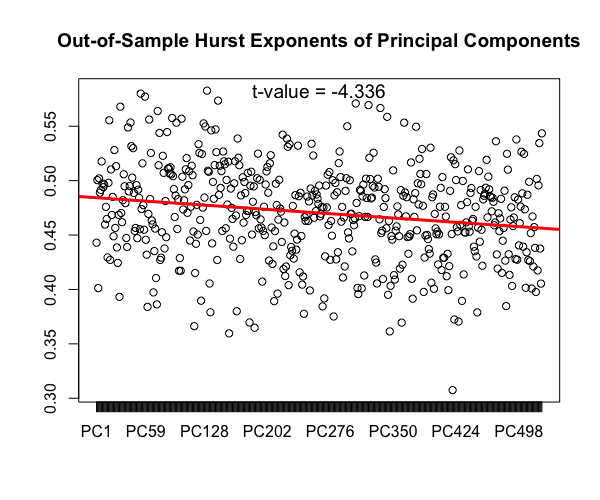 Out-of-Sample Hurst Exponents of Principal Components
t-value = -4.336
0.55
0.50
0.45
0.40
0.35
0.30
PC1 PC59 PC128 PC202 PC276 PC350 PC424 PC498